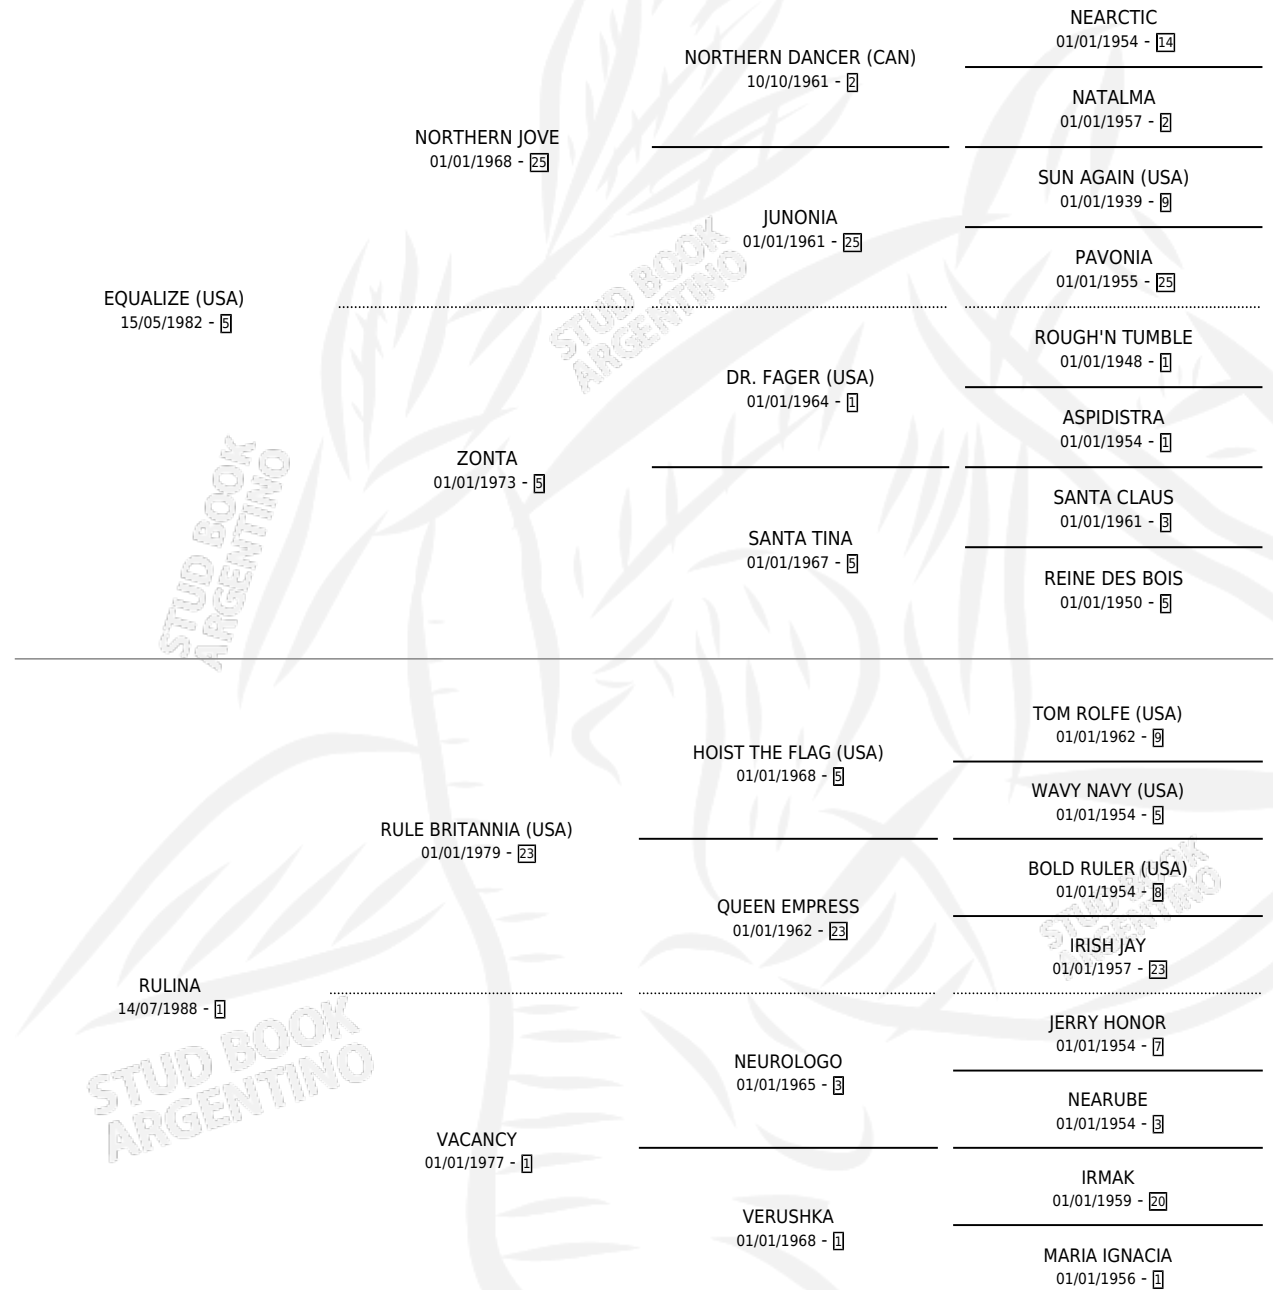 NEARCTIC
01/01/1954 - 14
NORTHERN DANCER (CAN)
10/10/1961 - 2
NATALMA
01/01/1957 - 2
NORTHERN JOVE
01/01/1968 - 25
SUN AGAIN (USA)
01/01/1939 - 9
JUNONIA
01/01/1961 - 25
PAVONIA
01/01/1955 - 25
EQUALIZE (USA)
15/05/1982 - 5
ROUGH'N TUMBLE
01/01/1948 - 1
DR. FAGER (USA)
01/01/1964 - 1
ASPIDISTRA
01/01/1954 - 1
ZONTA
01/01/1973 - 5
SANTA CLAUS
01/01/1961 - 3
SANTA TINA
01/01/1967 - 5
REINE DES BOIS
01/01/1950 - 5
STUD BOOK
ARGENTINO
STUD BOOK
ARGENTINO
TOM ROLFE (USA)
01/01/1962 - 9
HOIST THE FLAG (USA)
01/01/1968 - 5
WAVY NAVY (USA)
01/01/1954 - 5
RULE BRITANNIA (USA)
01/01/1979 - 23
BOLD RULER (USA)
01/01/1954 - 8
QUEEN EMPRESS
01/01/1962 - 23
IRISH JAY
01/01/1957 - 23
RULINA
14/07/1988 - 1
JERRY HONOR
01/01/1954 - 7
NEUROLOGO
01/01/1965 - 3
NEARUBE
01/01/1954 - 3
VACANCY
01/01/1977 - 1
IRMAK
01/01/1959 - 20
VERUSHKA
01/01/1968 - 1
MARIA IGNACIA
01/01/1956 - 1
STUD BOOK
ARGENTINO
STUD BOOK
ARGENTINO